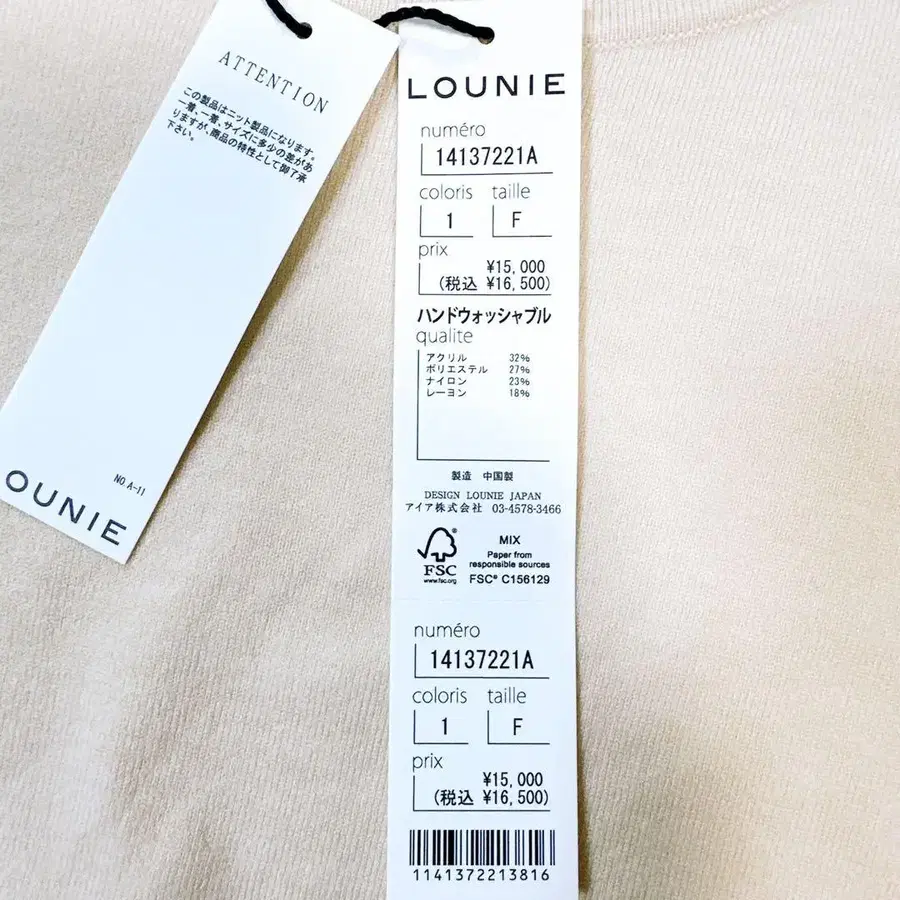 ATTENTION
この製品はニット製品になります。
一着、一着、サイズに多少の差があ
りますが、商品の特性として御了承
下さい。
NO.A-11
OUNIE
LOUNIE
numéro
14137221A
coloris taille
1 F
prix
¥15,000
(税込 ¥16,500)
ハンドウォッシャブル
qualite
アクリル 32%
ポリエステル 27%
ナイロン 23%
レーヨン 18%
製造 中国製
DESIGN LOUNIE JAPAN
アイア株式会社 03-4578-3466
FSC
www.fsc.org
MIX
Paper from
responsible sources
FSC® C156129
numéro
14137221A
coloris taille
1 F
prix
¥15,000
(税込 ¥16,500)
1141372213816